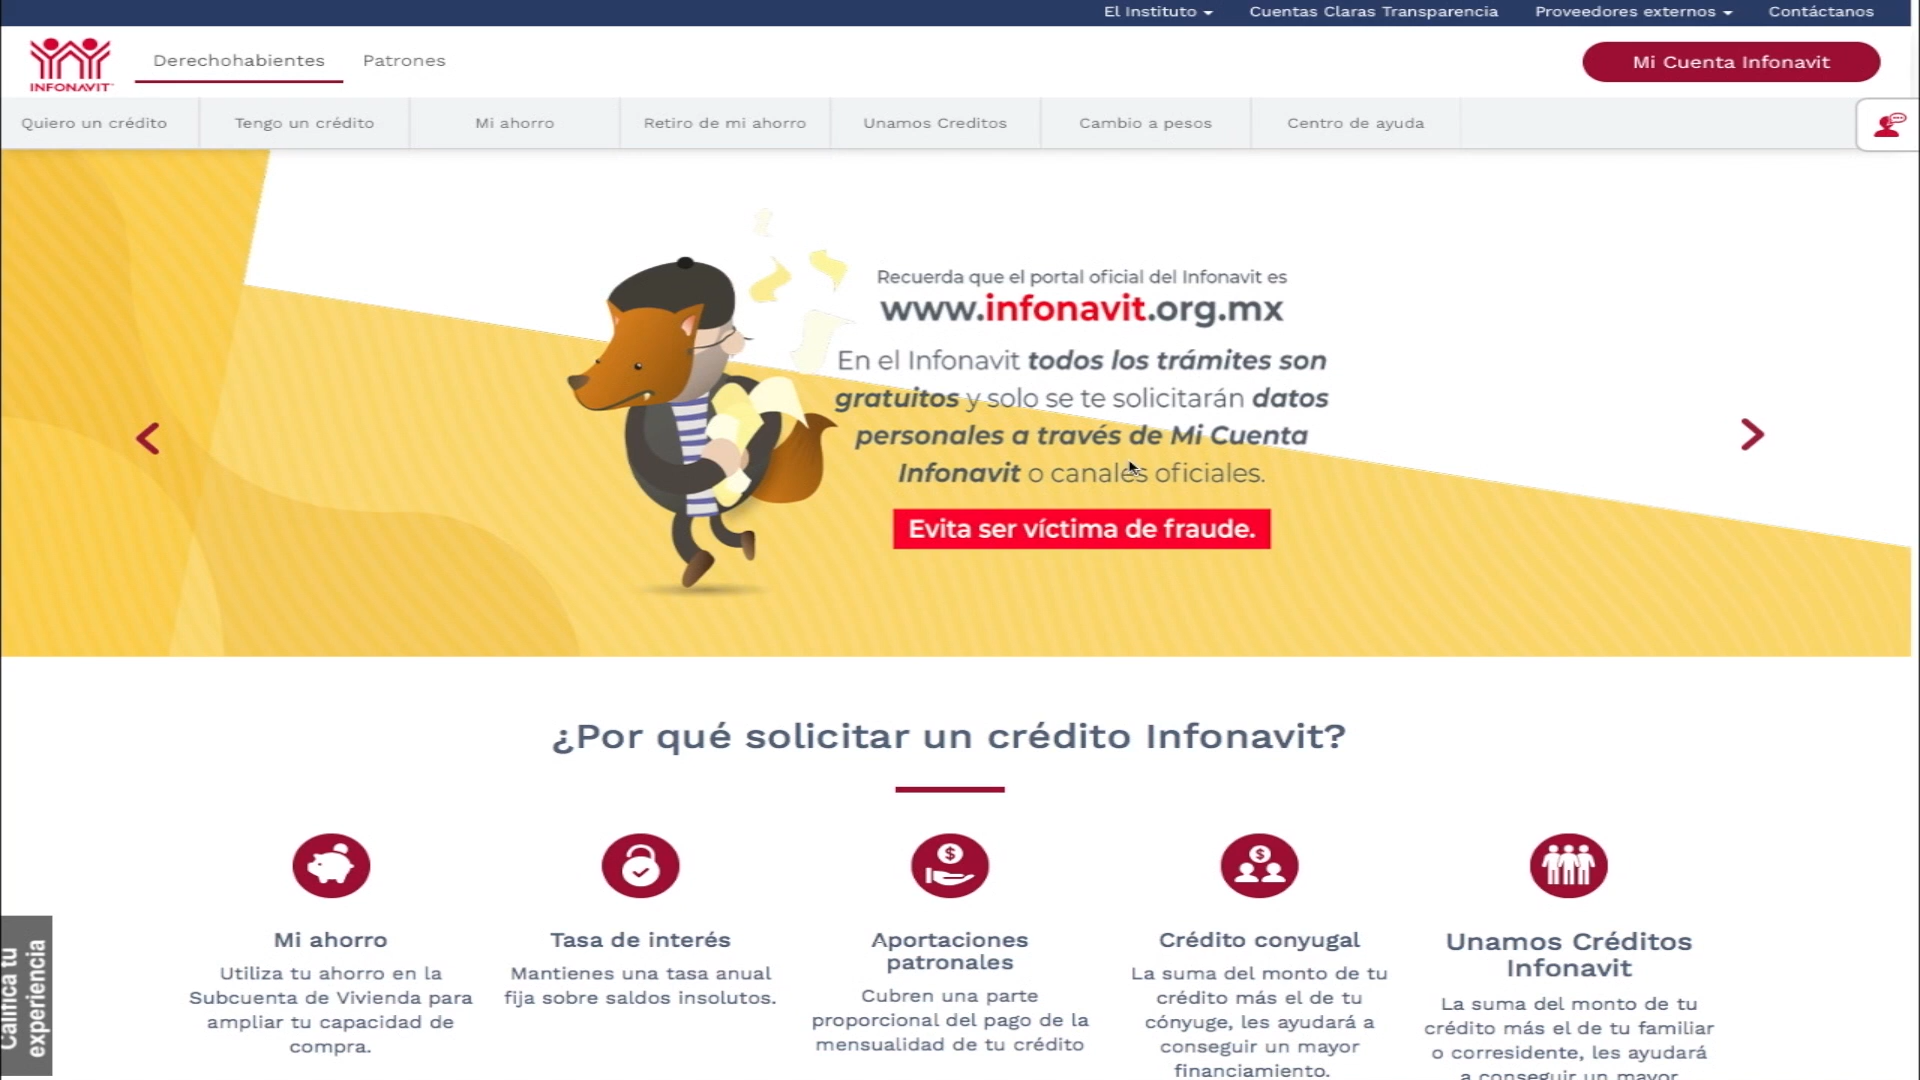 El Instituto
Cuentas Claras Transparencia
Proveedores externos
Contáctanos
INFONAVIT
Derechohabientes
Patrones
Mi Cuenta Infonavit
Quiero un crédito
Tengo un crédito
Mi ahorro
Retiro de mi ahorro
Unamos Creditos
Cambio a pesos
Centro de ayuda
Recuerda que el portal oficial del Infonavit es
www.infonavit.org.mx
En el Infonavit todos los trámites son
gratuitos y solo se te solicitarán datos
personales a través de Mi Cuenta
Infonavit o canales oficiales.
Evita ser víctima de fraude.
¿Por qué solicitar un crédito Infonavit?
Mi ahorro
Utiliza tu ahorro en la
Subcuenta de Vivienda para
ampliar tu capacidad de
compra.
Tasa de interés
Mantienes una tasa anual
fija sobre saldos insolutos.
Aportaciones
patronales
Cubren una parte
proporcional del pago de la
mensualidad de tu crédito
Crédito conyugal
La suma del monto de tu
crédito más el de tu
cónyuge, les ayudará a
conseguir un mayor
financiamiento.
Unamos Créditos
Infonavit
La suma del monto de tu
crédito más el de tu familiar
o corresidente, les ayudará
a conseguir un mayor
Califica tu
experiencia